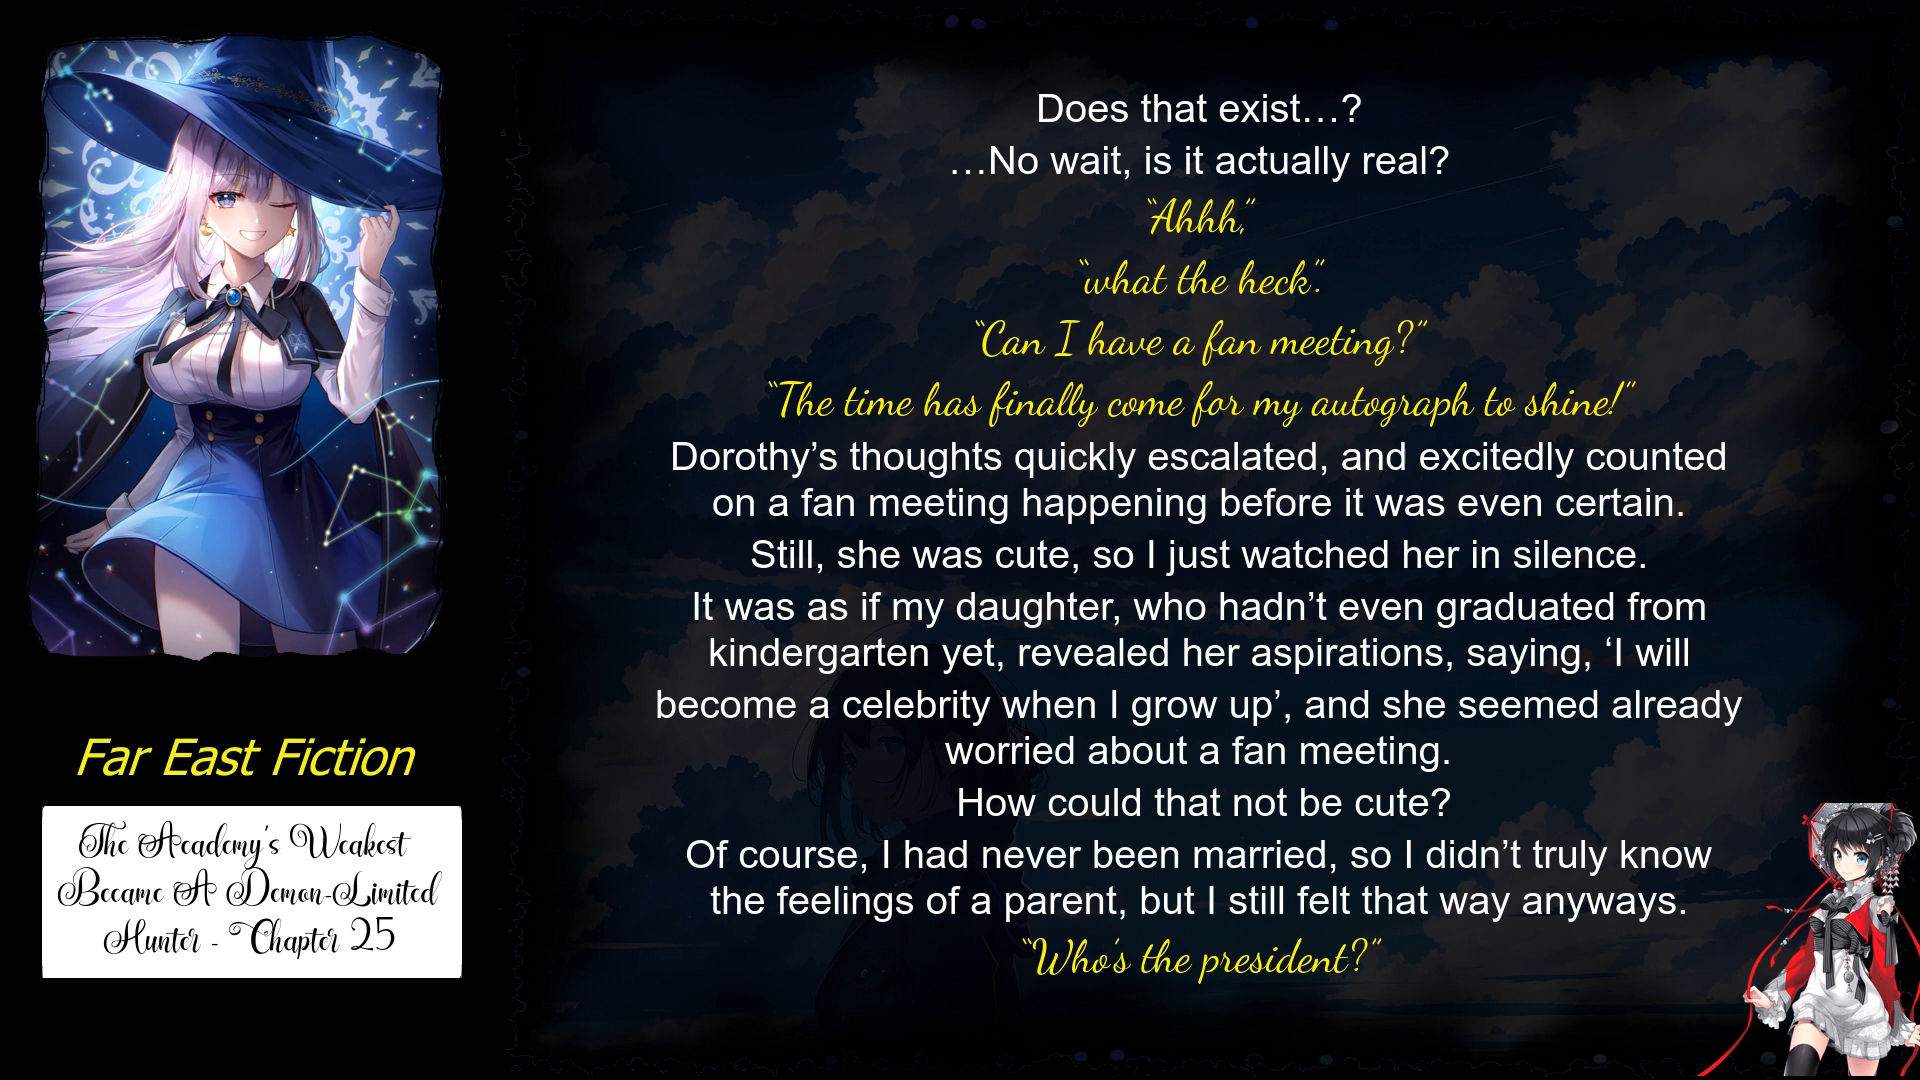 Does that exist…?
…No wait, is it actually real?
“Ahhh,”
“what the heck”.
“Can I have a fan meeting?”
“The time has finally come for my autograph to shine!”
Dorothy’s thoughts quickly escalated, and excitedly counted
on a fan meeting happening before it was even certain.
Still, she was cute, so I just watched her in silence.
It was as if my daughter, who hadn’t even graduated from
kindergarten yet, revealed her aspirations, saying, ‘I will
become a celebrity when I grow up’, and she seemed already
worried about a fan meeting.
How could that not be cute?
Of course, I had never been married, so I didn’t truly know
the feelings of a parent, but I still felt that way anyways.
“Who’s the president?”
Far East Fiction
The Academy's Weakest
Became A Demon-Limited
Hunter - Chapter 25